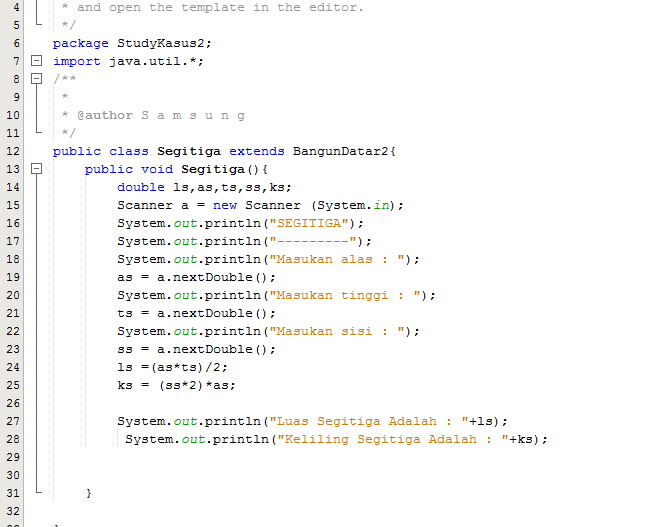 4 * and open the template in the editor.
5 */
6 package StudyKasus2;
7 import java.util.*;
8 /**
9 *
10 * @author S a m s u n g
11 */
12 public class Segitiga extends BangunDatar2{
13 public void Segitiga(){
14 double ls,as,ts,ss,ks;
15 Scanner a = new Scanner (System.in);
16 System.out.println("SEGITIGA");
17 System.out.println("---------");
18 System.out.println("Masukan alas : ");
19 as = a.nextDouble();
20 System.out.println("Masukan tinggi : ");
21 ts = a.nextDouble();
22 System.out.println("Masukan sisi : ");
23 ss = a.nextDouble();
24 ls =(as*ts)/2;
25 ks = (ss*2)*as;
26
27 System.out.println("Luas Segitiga Adalah : "+ls);
28 System.out.println("Keliling Segitiga Adalah : "+ks);
29
30
31 }
32